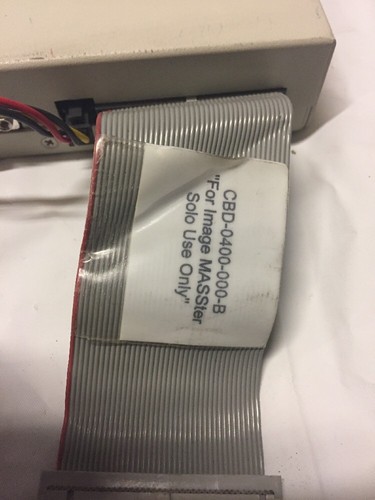 CBD-0400-000-B
"For Image MASSter
Solo Use Only"